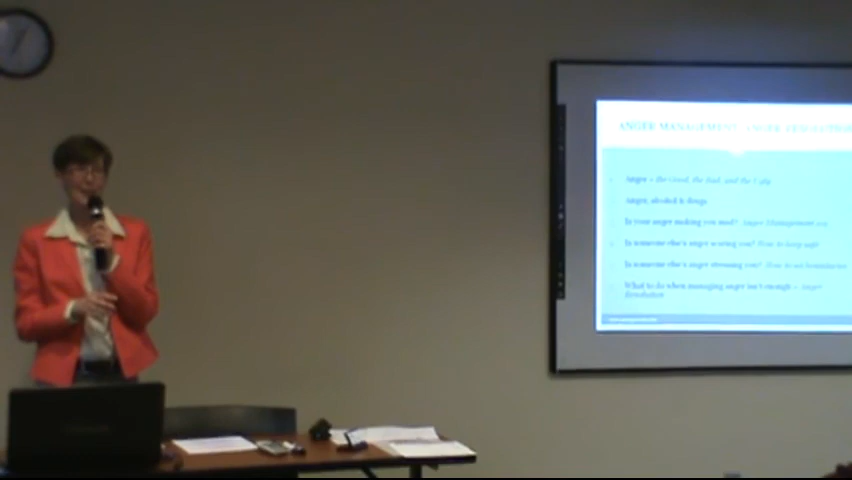 ANGER MANAGEMENT, ANGER RESOLUTION
Anger – the Good, the Bad, and the Ugly
Anger, alcohol & drugs
Is your anger making you mad? Anger Management
Is someone else's anger scaring you? How to keep safe
Is someone else's anger stressing you? How to set boundaries
What to do when managing anger isn't enough – Anger
Resolution